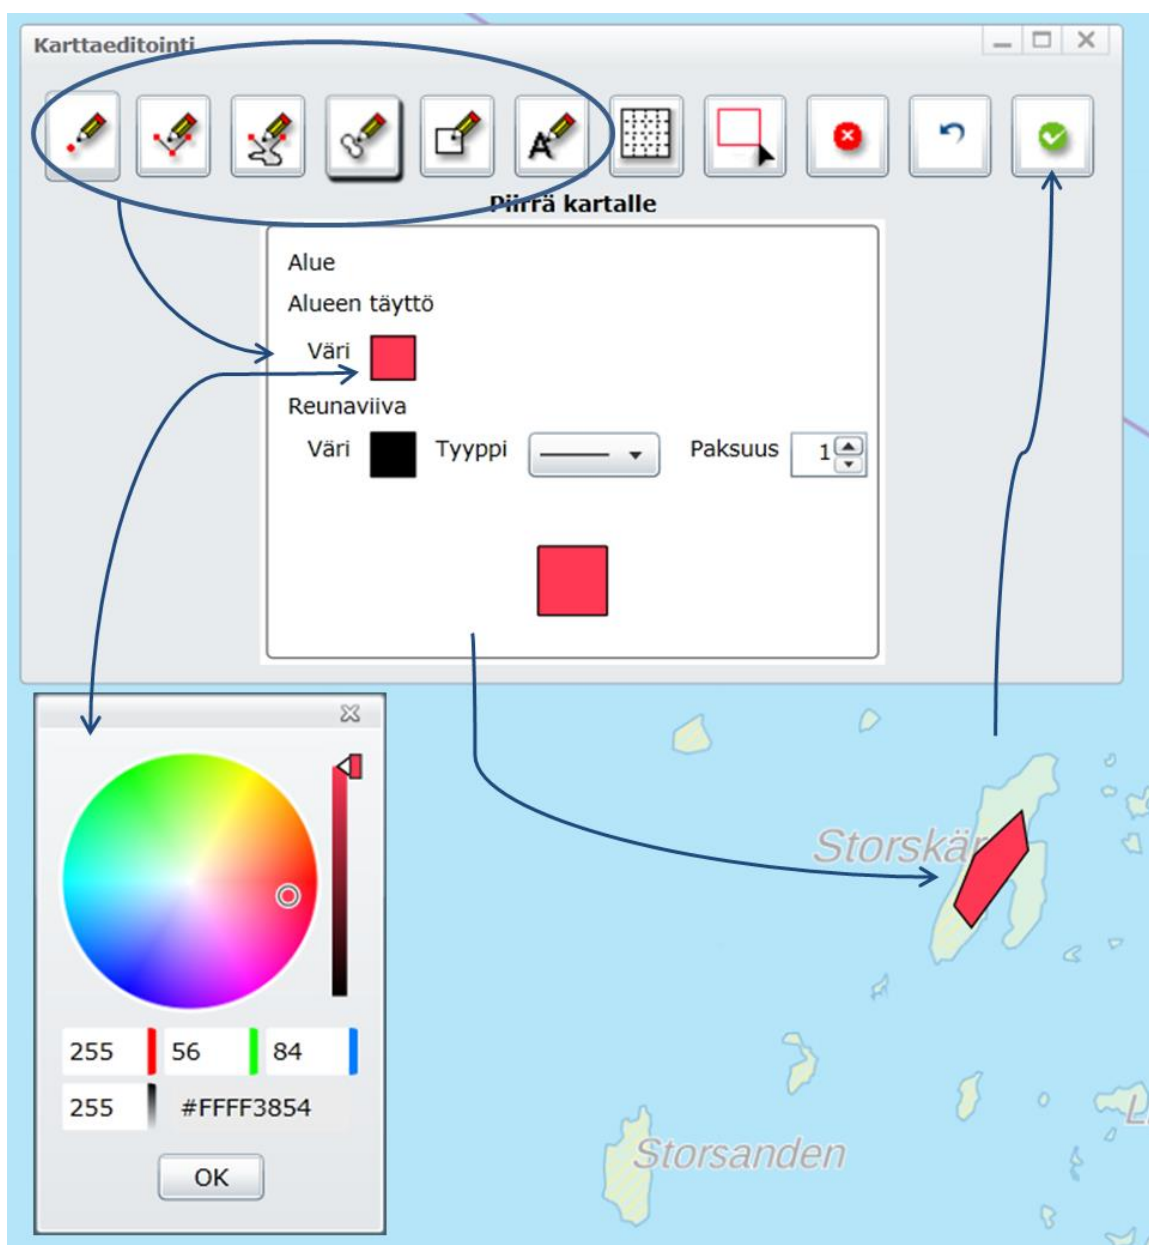 Karttaeditointi
Piirrä kartalle
Alue
Alueen täyttö
Väri
Reunaviiva
Väri Tyyppi Paksuus 1
Storskär
255 56 84
255 #FFFF3854
OK
Storsanden